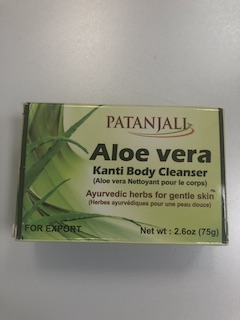 PATANJALI
Aloe vera
Kanti Body Cleanser
(Aloe vera Nettoyant pour le corps)
Ayurvedic herbs for gentle skin
(Herbes ayurvédiques pour une peau douce)
FOR EXPORT
Net wt : 2.6oz (75g)